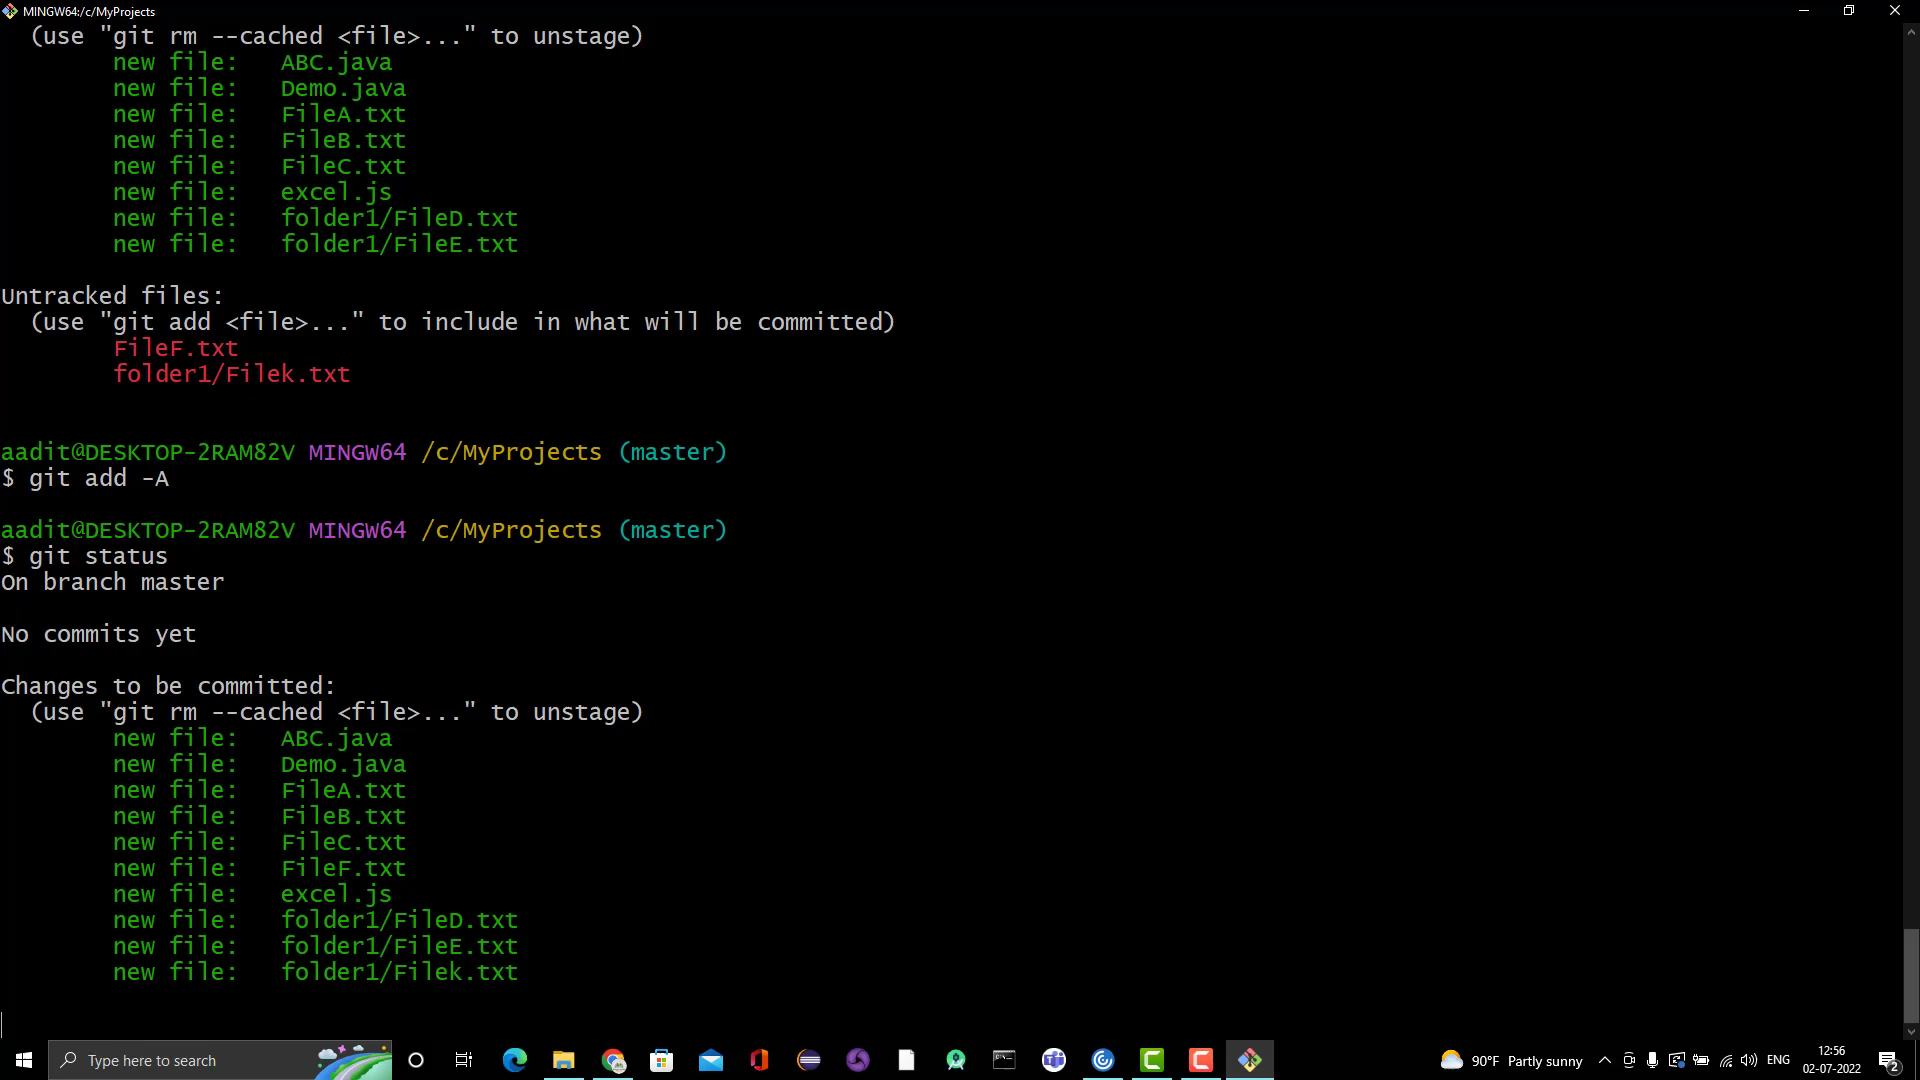 MINGW64:/c/MyProjects
(use "git rm --cached <file>..." to unstage)
new file:   ABC.java
new file:   Demo.java
new file:   FileA.txt
new file:   FileB.txt
new file:   FileC.txt
new file:   excel.js
new file:   folder1/FileD.txt
new file:   folder1/FileE.txt
Untracked files:
(use "git add <file>..." to include in what will be committed)
FileF.txt
folder1/Filek.txt
aadit@DESKTOP-2RAM82V MINGW64 /c/MyProjects (master)
$ git add -A
aadit@DESKTOP-2RAM82V MINGW64 /c/MyProjects (master)
$ git status
On branch master
No commits yet
Changes to be committed:
(use "git rm --cached <file>..." to unstage)
new file:   ABC.java
new file:   Demo.java
new file:   FileA.txt
new file:   FileB.txt
new file:   FileC.txt
new file:   FileF.txt
new file:   excel.js
new file:   folder1/FileD.txt
new file:   folder1/FileE.txt
new file:   folder1/Filek.txt
Type here to search
90°F Partly sunny
ENG
12:56
02-07-2022
2